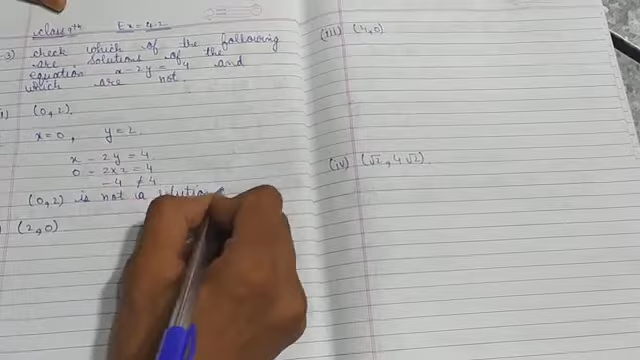 class 9th Ex = 4.2
3) check which of the following
are solutions of the
equation x - 2y = 4 and
which are not.
(0,2).
x=0, y=2.
x - 2y = 4.
0 - 2x2 = 4
-4 ≠ 4
(0,2) is not a solution
(2,0)
(iii) (4,0)
(iv) (√2, 4√2).